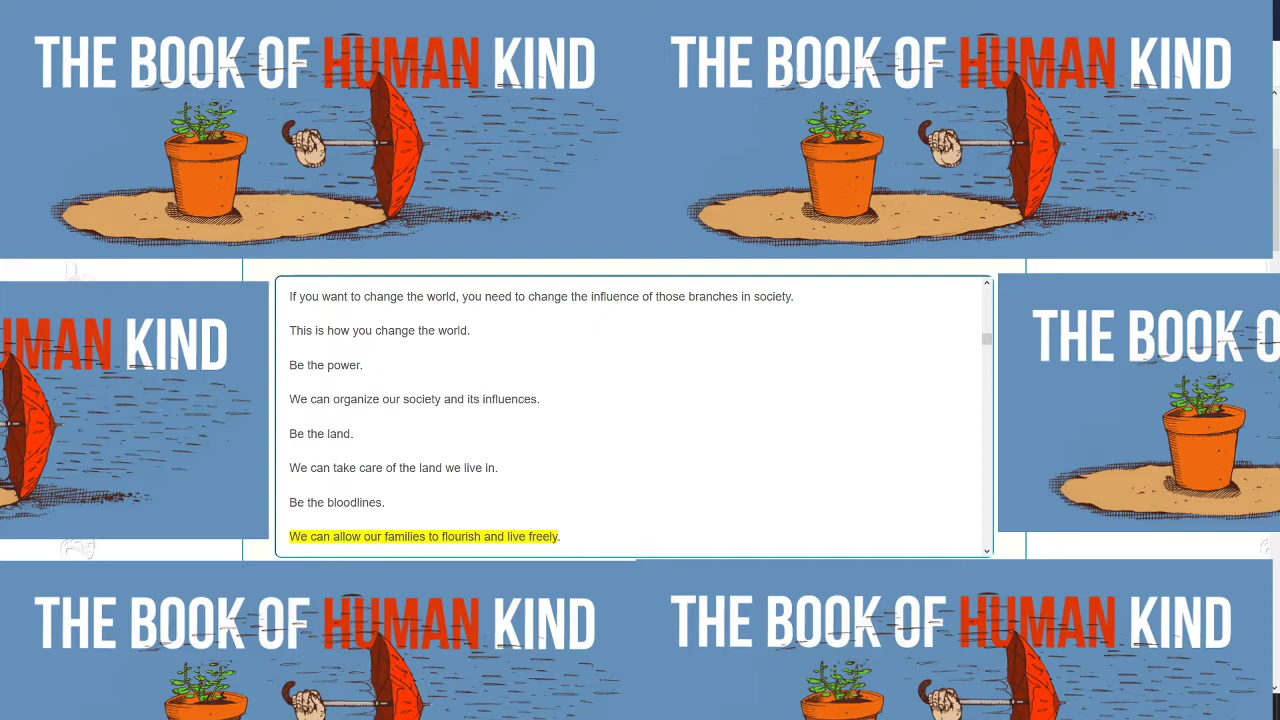 THE BOOK OF HUMAN KIND
THE BOOK OF HUMAN KIND
If you want to change the world, you need to change the influence of those branches in society.
This is how you change the world.
Be the power.
We can organize our society and its influences.
Be the land.
We can take care of the land we live in.
Be the bloodlines.
We can allow our families to flourish and live freely.
UMAN KIND
THE BOOK O
THE BOOK OF HUMAN KIND
THE BOOK OF HUMAN KIND